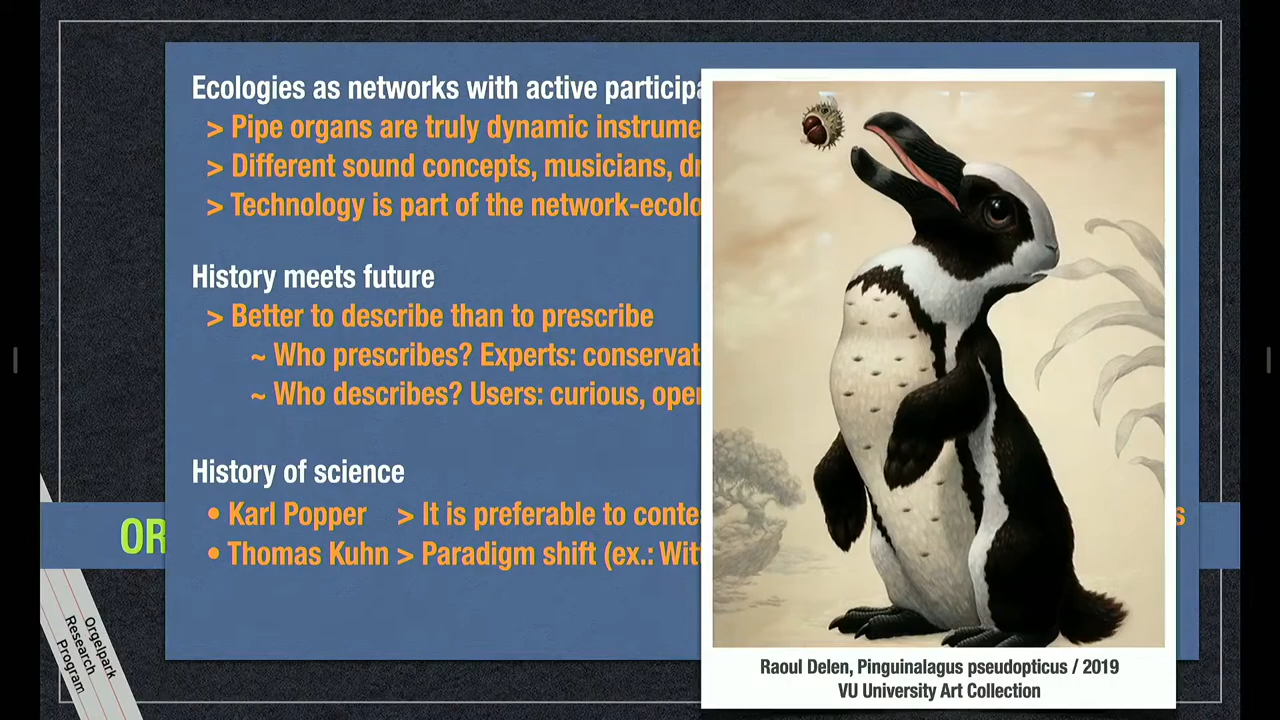 Ecologies as networks with active participa
> Pipe organs are truly dynamic instrume
> Different sound concepts, musicians, dr
> Technology is part of the network-ecolo
History meets future
> Better to describe than to prescribe
~ Who prescribes? Experts: conservat
~ Who describes? Users: curious, oper
History of science
• Karl Popper > It is preferable to conte s
• Thomas Kuhn > Paradigm shift (ex.: Witt
OR
Orgelpark
Research
Program
Raoul Delen, Pinguinalagus pseudopticus / 2019
VU University Art Collection